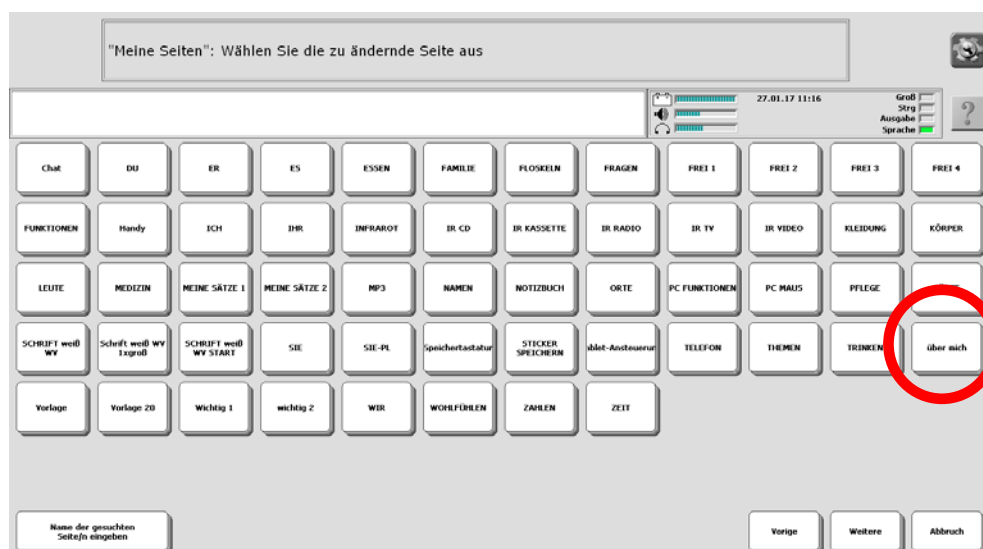 "Meine Seiten": Wählen Sie die zu ändernde Seite aus
27.01.17 11:16
Groß
Strg
Ausgabe
Sprache
?
Chat
DU
ER
ES
ESSEN
FAMILIE
FLOSKELN
FRAGEN
FREI 1
FREI 2
FREI 3
FREI 4
FUNKTIONEN
Handy
ICH
IHR
INFRAROT
IR CD
IR KASSETTE
IR RADIO
IR TV
IR VIDEO
KLEIDUNG
KÖRPER
LEUTE
MEDIZIN
MEINE SÄTZE 1
MEINE SÄTZE 2
MP3
NAMEN
NOTIZBUCH
ORTE
PC FUNKTIONEN
PC MAUS
PFLEGE
SCHRIFT weiß
WV
Schrift weiß WV
1xgroß
SCHRIFT weiß
WV START
SIE
SIE-PL
Speichertastatur
STICKER
SPEICHERN
ablet-Ansteuerun
TELEFON
THEMEN
TRINKEN
über mich
Vorlage
Vorlage 20
Wichtig 1
wichtig 2
WIR
WOHLFÜHLEN
ZAHLEN
ZEIT
Name der gesuchten
Seite/n eingeben
Vorige
Weitere
Abbruch